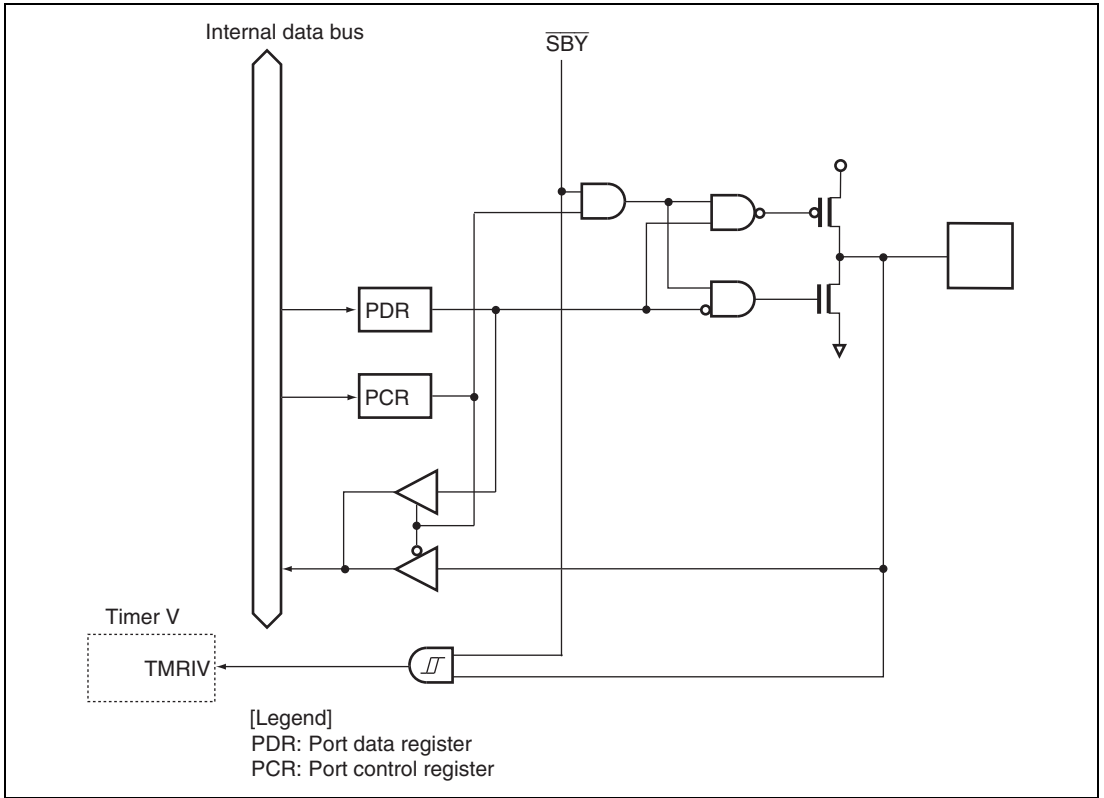 Internal data bus
SBY
PDR
PCR
Timer V
TMRIV
[Legend]
PDR: Port data register
PCR: Port control register